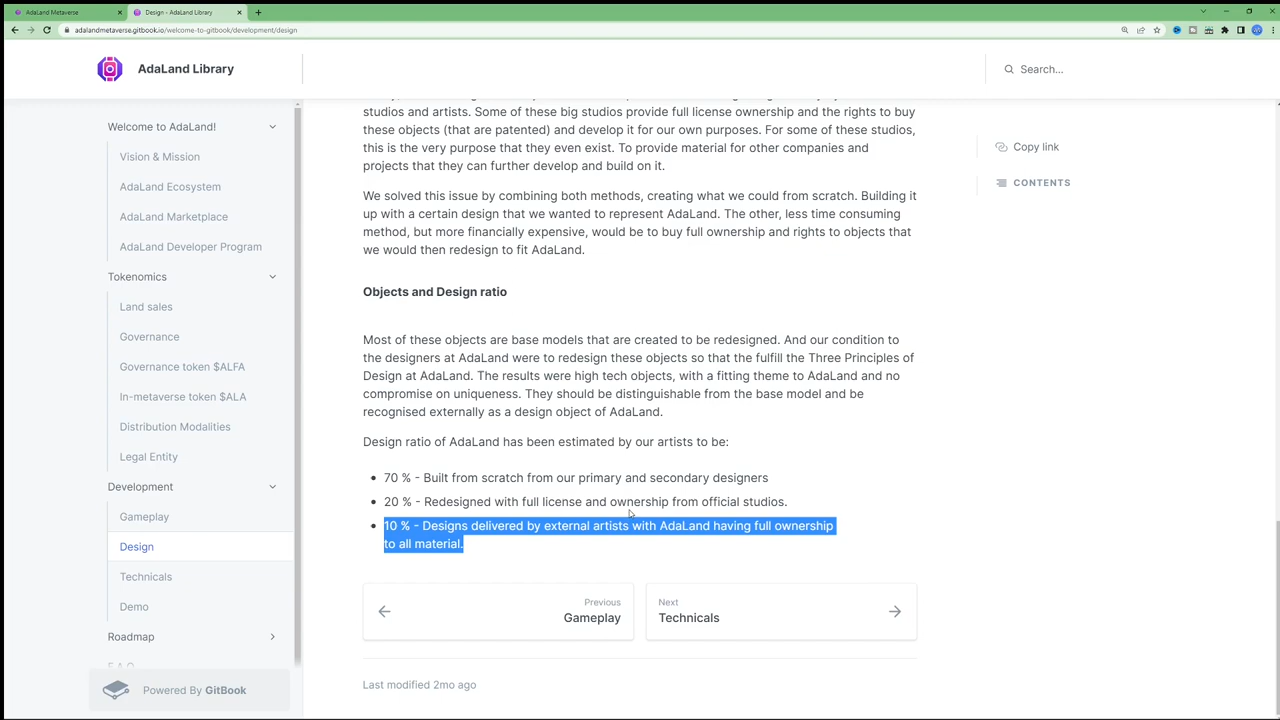 AdaLand Metaverse
Design - AdaLand Library
adalandmetaverse.gitbook.io/welcome-to-gitbook/development/design
AdaLand Library
Search...
Welcome to AdaLand!
Vision & Mission
AdaLand Ecosystem
AdaLand Marketplace
AdaLand Developer Program
Tokenomics
Land sales
Governance
Governance token $ALFA
In-metaverse token $ALA
Distribution Modalities
Legal Entity
Development
Gameplay
Design
Technicals
Demo
Roadmap
F.A.Q
Powered By GitBook
studios and artists. Some of these big studios provide full license ownership and the rights to buy
these objects (that are patented) and develop it for our own purposes. For some of these studios,
this is the very purpose that they even exist. To provide material for other companies and
projects that they can further develop and build on it.
We solved this issue by combining both methods, creating what we could from scratch. Building it
up with a certain design that we wanted to represent AdaLand. The other, less time consuming
method, but more financially expensive, would be to buy full ownership and rights to objects that
we would then redesign to fit AdaLand.
Objects and Design ratio
Most of these objects are base models that are created to be redesigned. And our condition to
the designers at AdaLand were to redesign these objects so that the fulfill the Three Principles of
Design at AdaLand. The results were high tech objects, with a fitting theme to AdaLand and no
compromise on uniqueness. They should be distinguishable from the base model and be
recognised externally as a design object of AdaLand.
Design ratio of AdaLand has been estimated by our artists to be:
70 % - Built from scratch from our primary and secondary designers
20 % - Redesigned with full license and ownership from official studios.
10 % - Designs delivered by external artists with AdaLand having full ownership
to all material.
Previous
Gameplay
Next
Technicals
Last modified 2mo ago
Copy link
CONTENTS